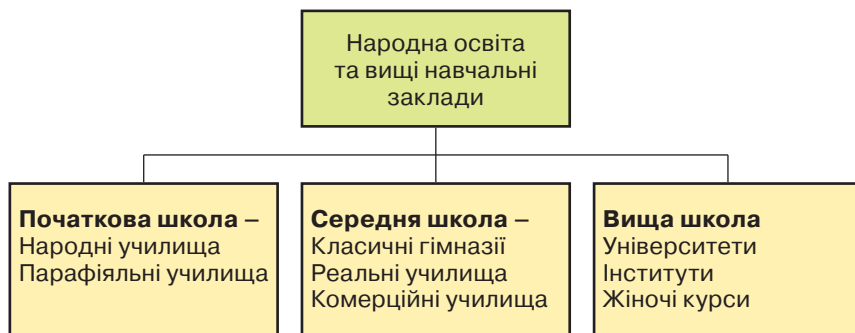 Народна освіта
та вищі навчальні
заклади
Початкова школа –
Народні училища
Парафіяльні училища
Середня школа –
Класичні гімназії
Реальні училища
Комерційні училища
Вища школа
Університети
Інститути
Жіночі курси